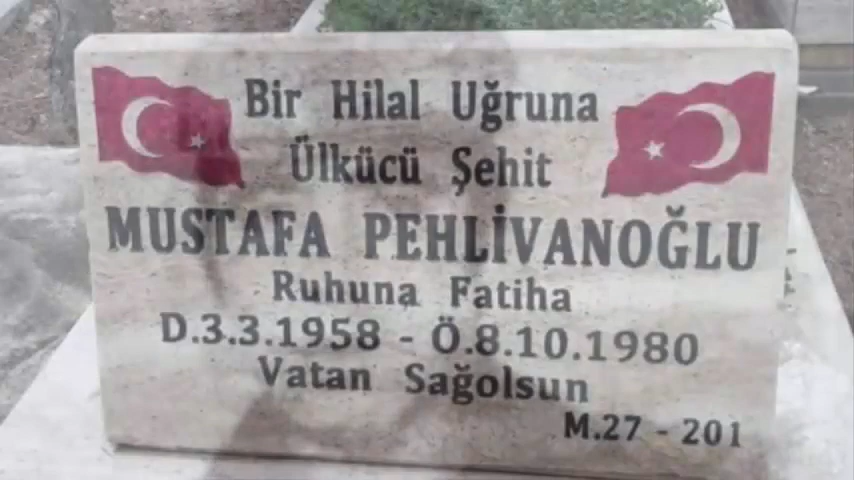 Bir Hilal Uğruna
Ülkücü Şehit
MUSTAFA PEHLİVANOĞLU
Ruhuna Fatiha
D.3.3.1958 - Ö.8.10.1980
Vatan Sağolsun
M.27 - 201